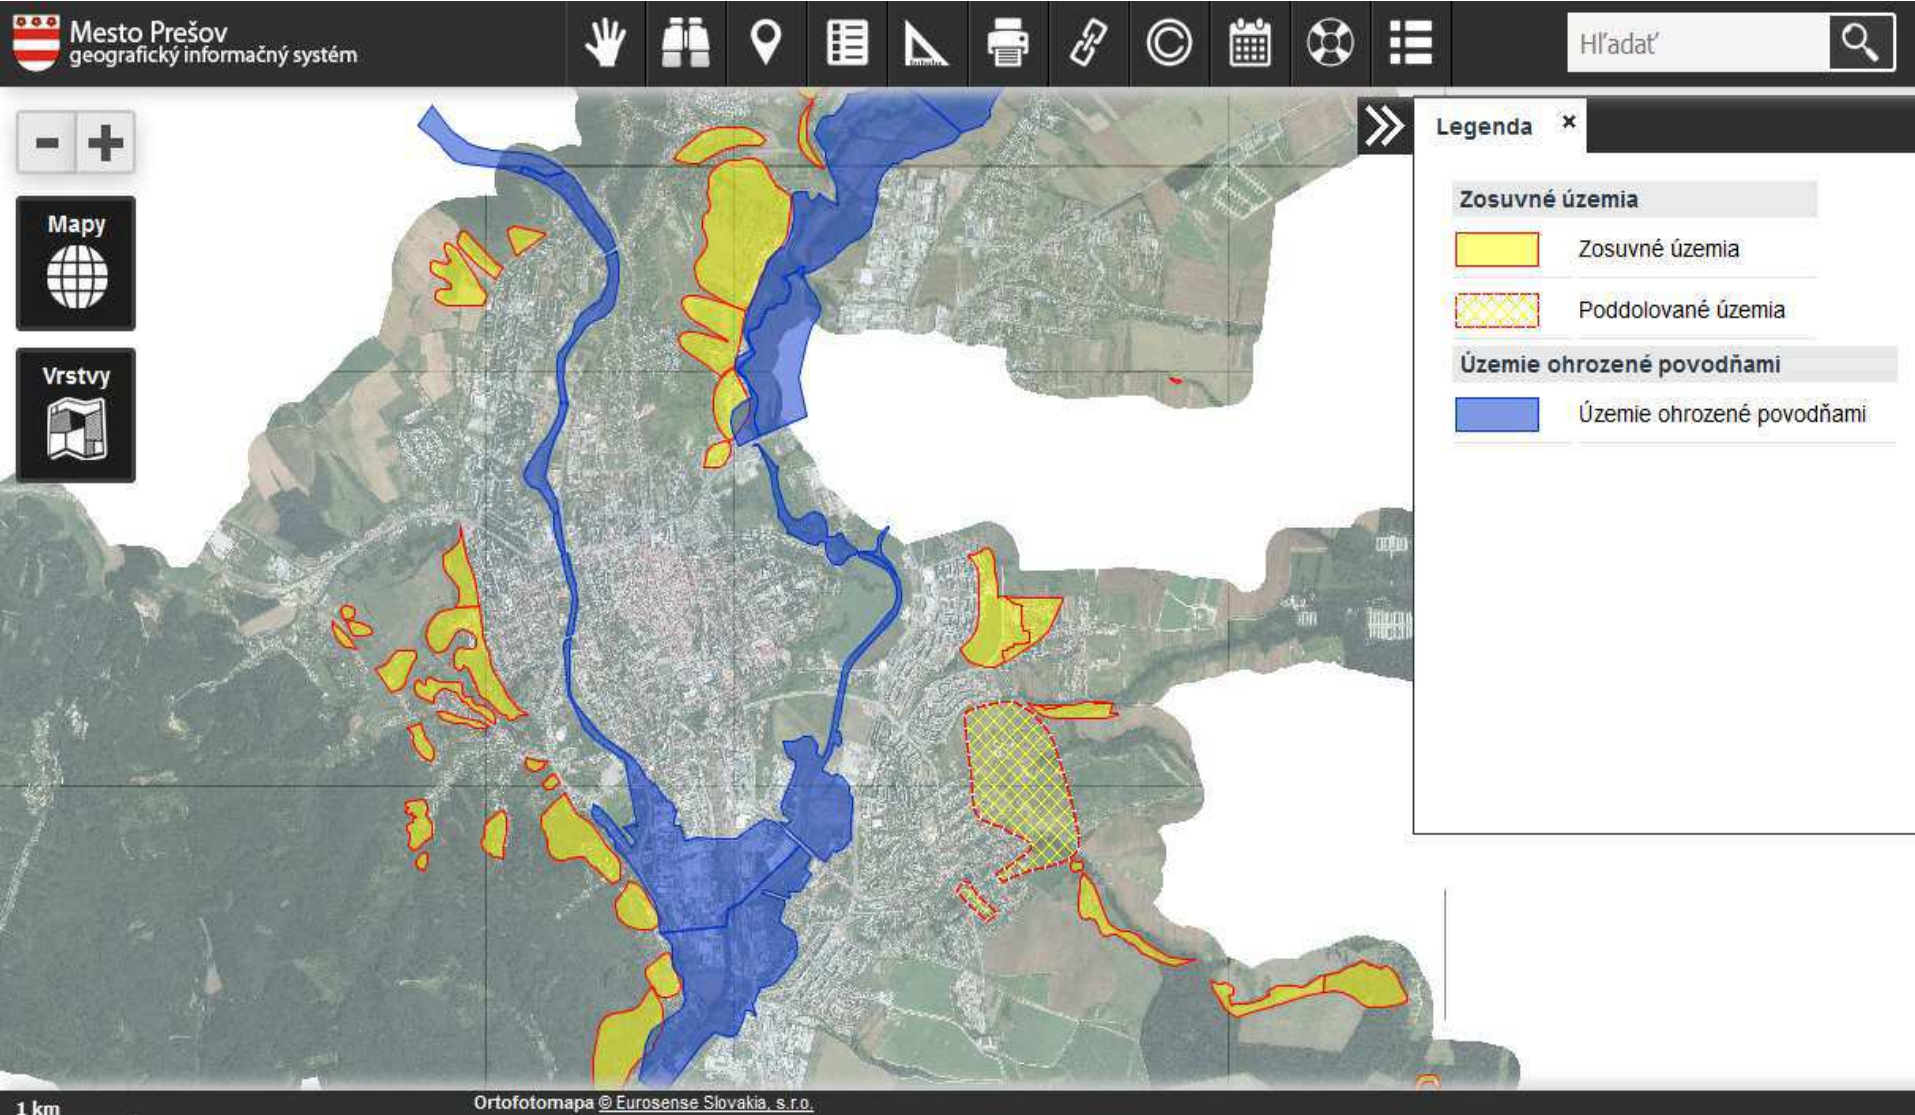 Mesto Prešov
geografický informačný systém
Hľadať
Legenda
Mapy
Vrstvy
Zosuvné územia
Zosuvné územia
Poddolované územia
Územie ohrozené povodňami
Územie ohrozené povodňami
1 km
Ortofotomapa © Eurosense Slovakia, s.r.o.